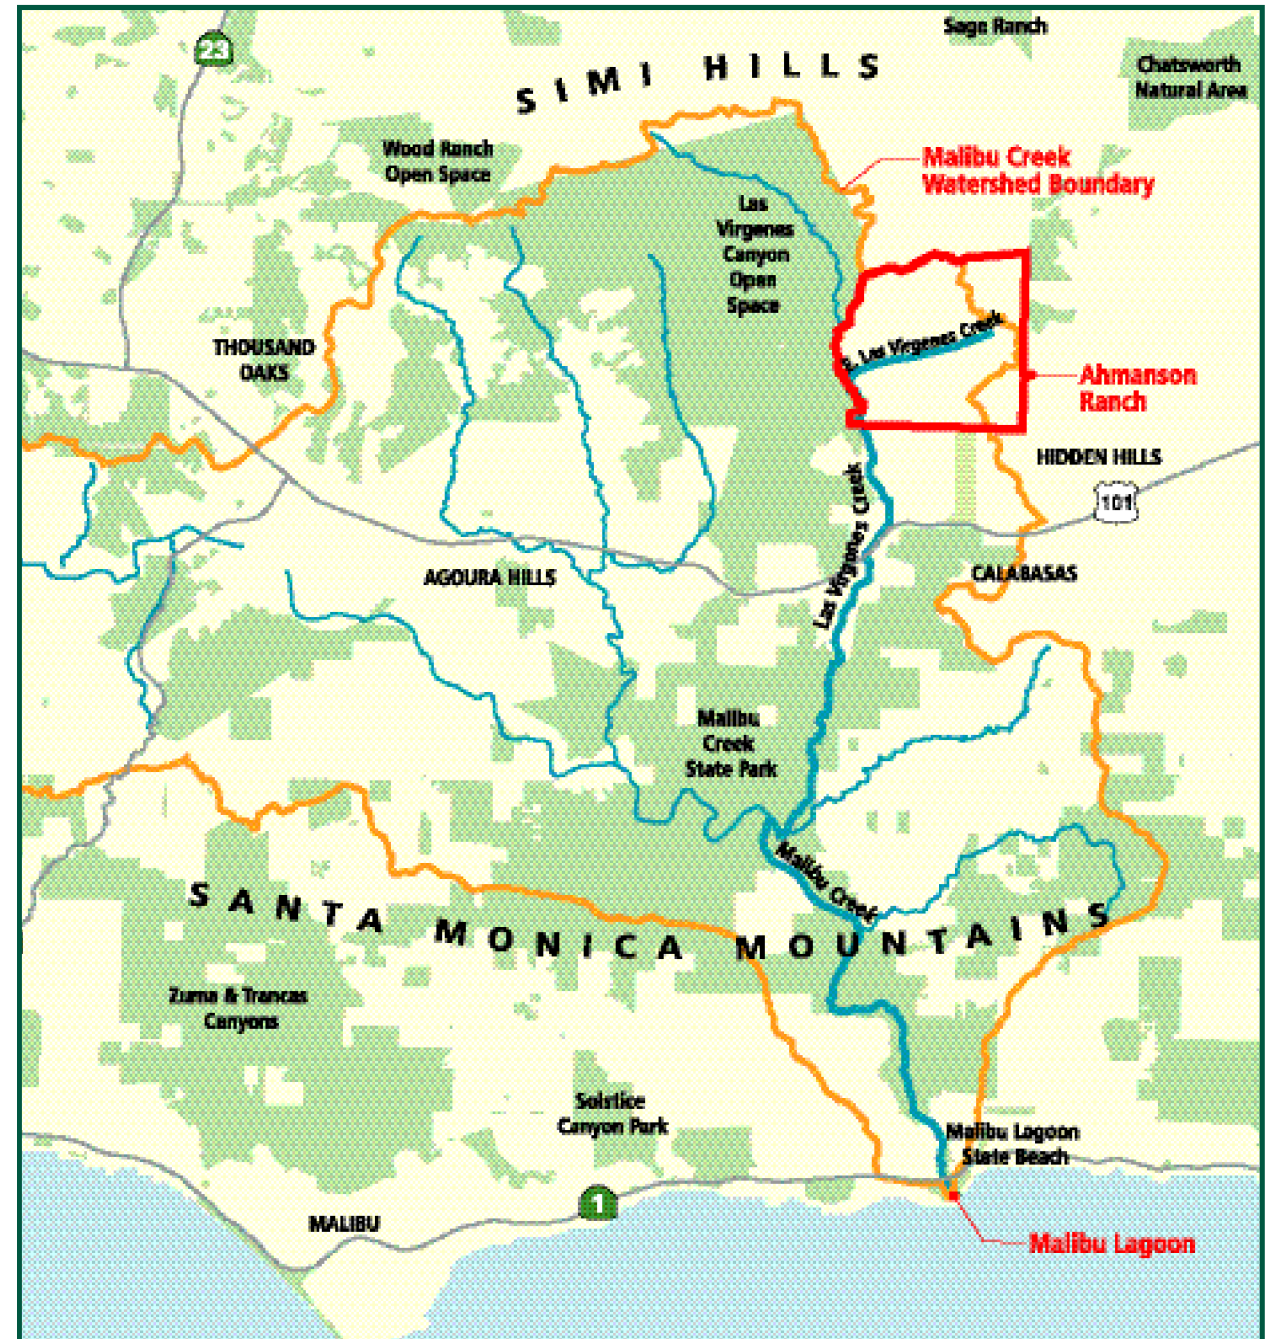 Sage Ranch
23
SIMI HILLS
Chatsworth
Natural Area
Wood Ranch
Open Space
Malibu Creek
Watershed Boundary
Las
Virgenes
Canyon
Open
Space
E. Las Virgenes Creek
THOUSAND
OAKS
Ahmanson
Ranch
HIDDEN HILLS
101
Las Virgenes Creek
AGOURA HILLS
CALABASAS
Malibu
Creek
State Park
Malibu Creek
SANTA MONICA MOUNTAINS
Zuma & Trancas
Canyons
Solstice
Canyon Park
Malibu Lagoon
State Beach
1
MALIBU
Malibu Lagoon